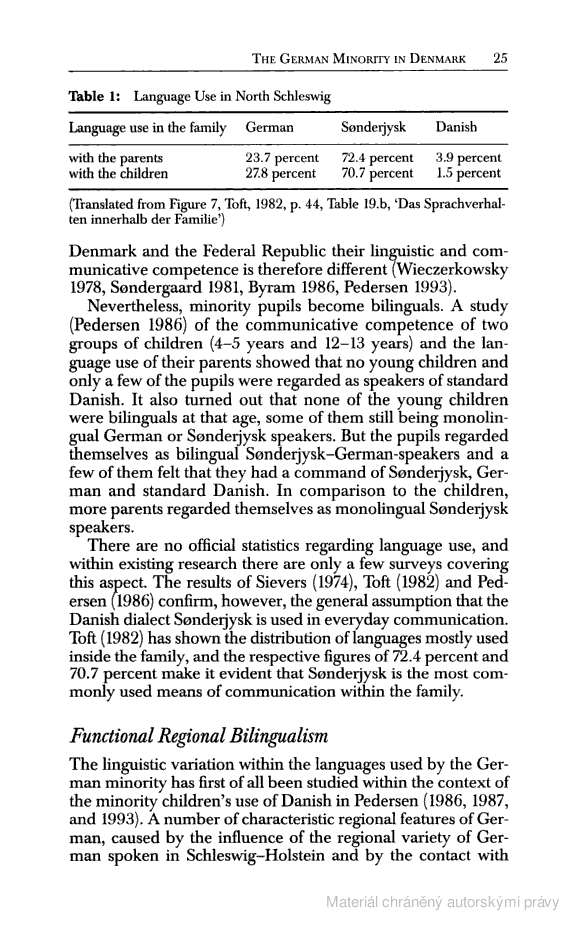 THE GERMAN MINORITY IN DENMARK 25
Table 1: Language Use in North Schleswig
Language use in the family German Sønderjysk Danish
with the parents 23.7 percent 72.4 percent 3.9 percent
with the children 27.8 percent 70.7 percent 1.5 percent
(Translated from Figure 7, Toft, 1982, p. 44, Table 19.b, ‘Das Sprachverhal-
ten innerhalb der Familie’)
Denmark and the Federal Republic their linguistic and com-
municative competence is therefore different (Wieczerkowsky
1978, Søndergaard 1981, Byram 1986, Pedersen 1993).
Nevertheless, minority pupils become bilinguals. A study
(Pedersen 1986) of the communicative competence of two
groups of children (4–5 years and 12–13 years) and the lan-
guage use of their parents showed that no young children and
only a few of the pupils were regarded as speakers of standard
Danish. It also turned out that none of the young children
were bilinguals at that age, some of them still being monolin-
gual German or Sønderjysk speakers. But the pupils regarded
themselves as bilingual Sønderjysk–German-speakers and a
few of them felt that they had a command of Sønderjysk, Ger-
man and standard Danish. In comparison to the children,
more parents regarded themselves as monolingual Sønderjysk
speakers.
There are no official statistics regarding language use, and
within existing research there are only a few surveys covering
this aspect. The results of Sievers (1974), Toft (1982) and Ped-
ersen (1986) confirm, however, the general assumption that the
Danish dialect Sønderjysk is used in everyday communication.
Toft (1982) has shown the distribution of languages mostly used
inside the family, and the respective figures of 72.4 percent and
70.7 percent make it evident that Sønderjysk is the most com-
monly used means of communication within the family.
Functional Regional Bilingualism
The linguistic variation within the languages used by the Ger-
man minority has first of all been studied within the context of
the minority children’s use of Danish in Pedersen (1986, 1987,
and 1993). A number of characteristic regional features of Ger-
man, caused by the influence of the regional variety of Ger-
man spoken in Schleswig–Holstein and by the contact with
Materiál chráněný autorskými právy